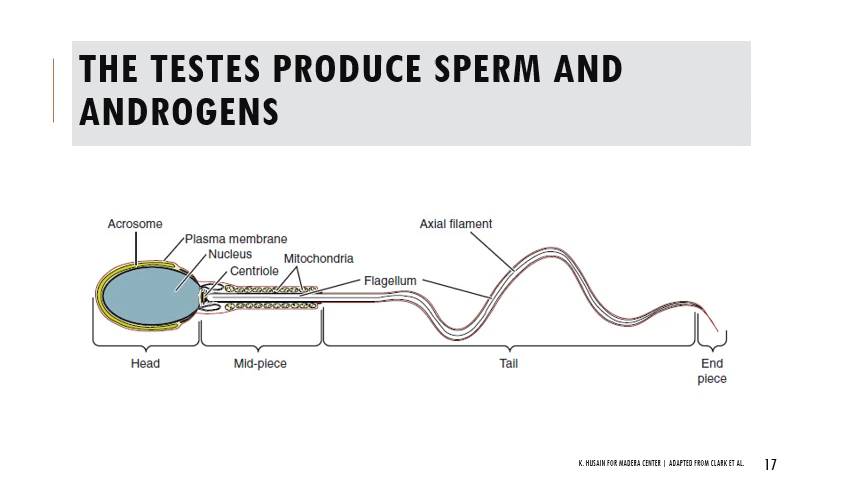 THE TESTES PRODUCE SPERM AND
ANDROGENS
Acrosome
Axial filament
Plasma membrane
Nucleus
Mitochondria
Centriole
Flagellum
Head
Mid-piece
Tail
End
piece
K. HUSAIN FOR MADERA CENTER | ADAPTED FROM CLARK ET AL.
17